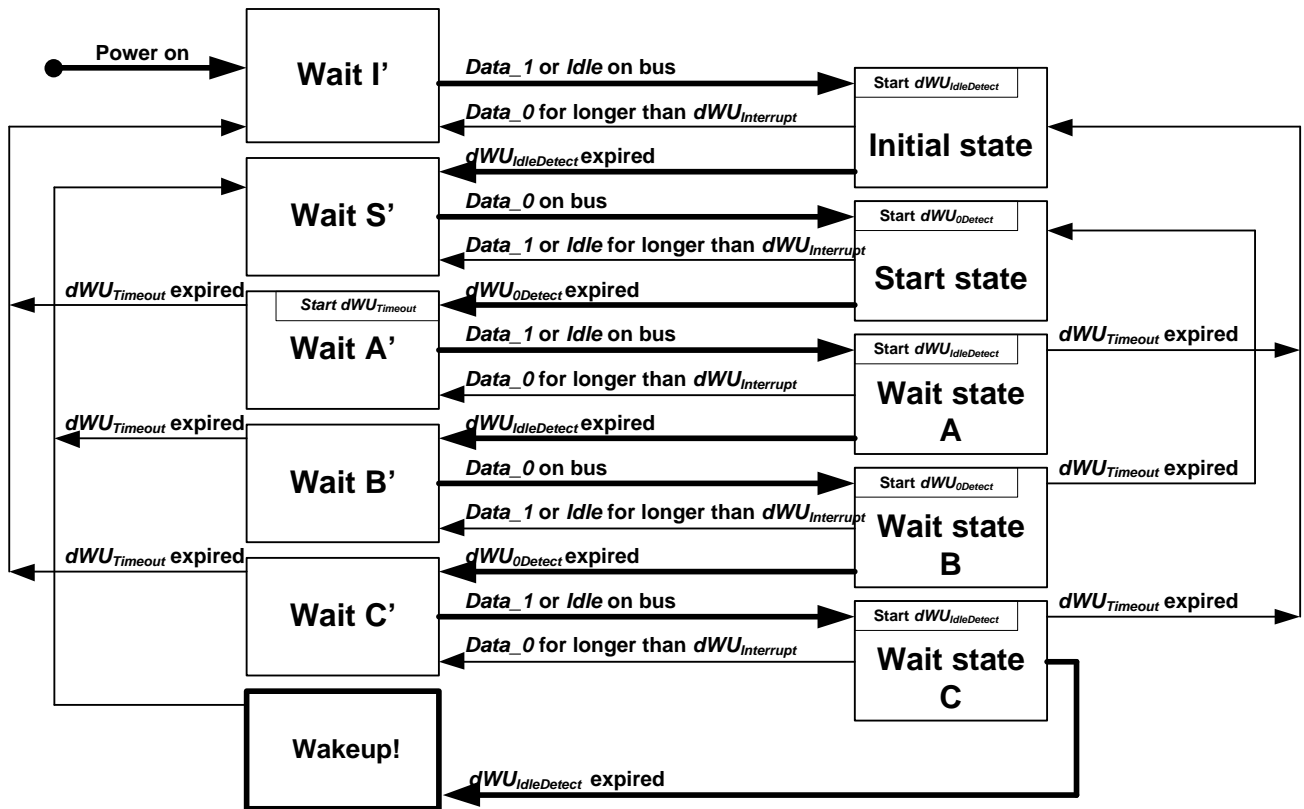 Power on
Wait I’
Data_1 or Idle on bus
Start dWUIdleDetect
Data_0 for longer than dWUInterrupt
Initial state
dWUIdleDetect expired
Wait S’
Data_0 on bus
Start dWU0Detect
Data_1 or Idle for longer than dWUInterrupt
Start state
dWUTimeout expired
Start dWUTimeout
dWU0Detect expired
Wait A’
Data_1 or Idle on bus
Start dWUIdleDetect
dWUTimeout expired
Data_0 for longer than dWUInterrupt
Wait state
A
dWUTimeout expired
dWUIdleDetect expired
Wait B’
Data_0 on bus
Start dWU0Detect
dWUTimeout expired
Data_1 or Idle for longer than dWUInterrupt
Wait state
B
dWUTimeout expired
dWU0Detect expired
Wait C’
Data_1 or Idle on bus
Start dWUIdleDetect
dWUTimeout expired
Data_0 for longer than dWUInterrupt
Wait state
C
Wakeup!
dWUIdleDetect expired